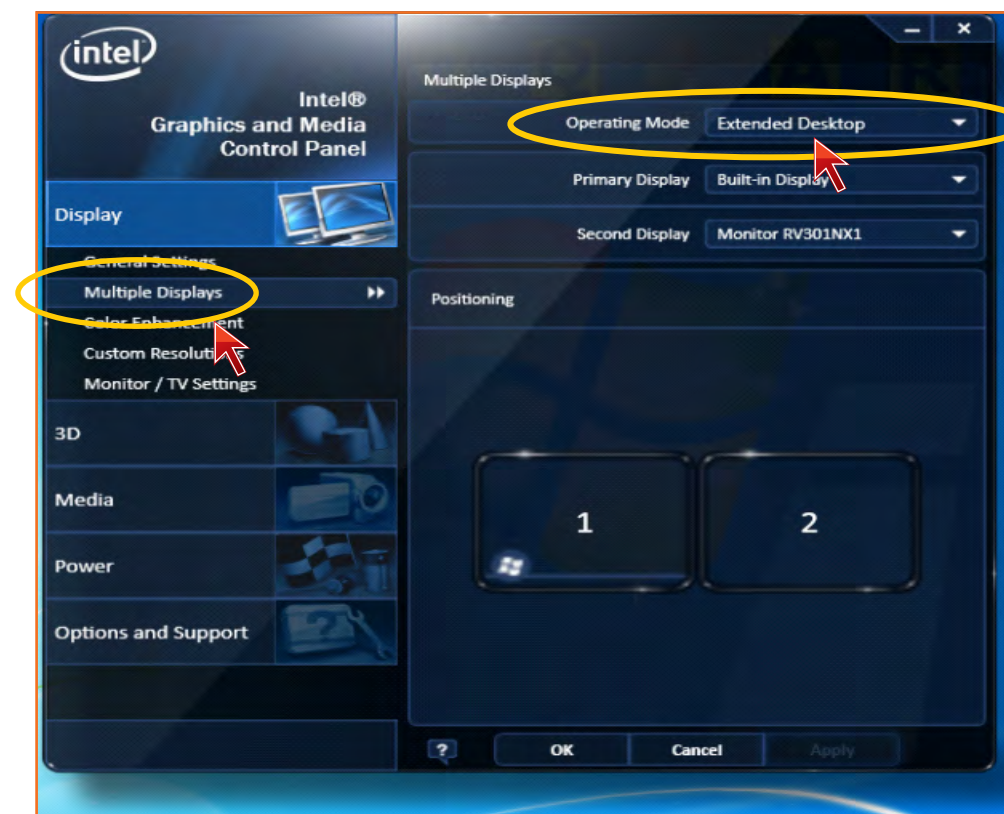 intel
Intel®
Graphics and Media
Control Panel
Display
General Settings
Multiple Displays
Color Enhancement
Custom Resolutions
Monitor / TV Settings
3D
Media
Power
Options and Support
Multiple Displays
Operating Mode Extended Desktop
Primary Display Built-in Display
Second Display Monitor RV301NX1
Positioning
1 2
? OK Cancel Apply